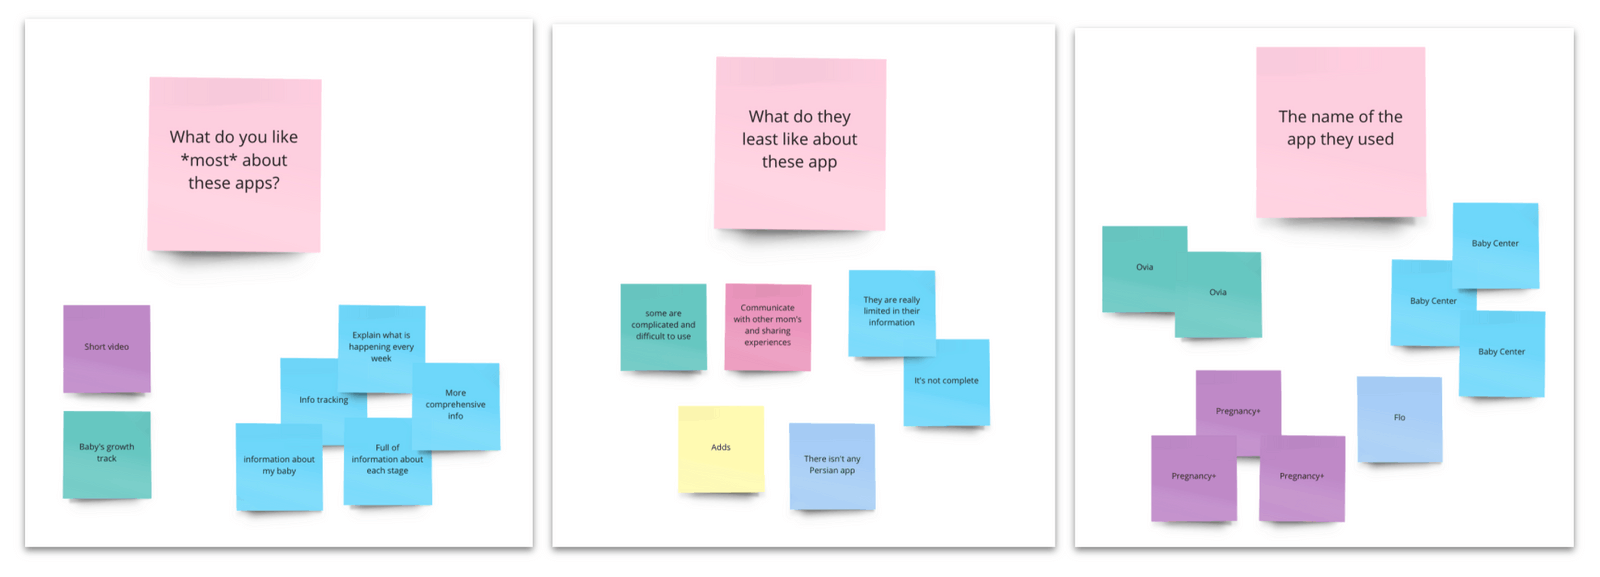 What do you like
*most* about
these apps?
Short video
Baby's growth
track
Explain what is
happening every
week
Info tracking
More
comprehensive
info
information about
my baby
Full of
information about
each stage
What do they
least like about
these app
some are
complicated and
difficult to use
Communicate
with other mom's
and sharing
experiences
They are really
limited in their
information
It's not complete
Adds
There isn't any
Persian app
The name of the
app they used
Ovia
Ovia
Baby Center
Baby Center
Baby Center
Pregnancy+
Pregnancy+
Pregnancy+
Flo